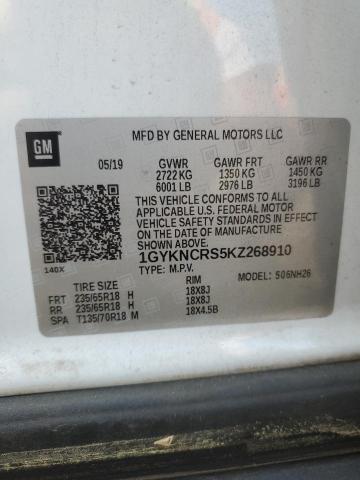 GM
MFD BY GENERAL MOTORS LLC
05/19 GVWR GAWR FRT GAWR RR
2722 KG 1350 KG 1450 KG
6001 LB 2976 LB 3196 LB
THIS VEHICLE CONFORMS TO ALL
APPLICABLE U.S. FEDERAL MOTOR
VEHICLE SAFETY STANDARDS IN EFFECT ON THE
DATE OF MANUFACTURE SHOWN ABOVE.
1GYKNCRS5KZ268910
140X TYPE: M.P.V. MODEL: 506NH26
TIRE SIZE RIM
FRT 235/65R18 H 18X8J
RR 235/65R18 H 18X8J
SPA T135/70R18 M 18X4.5B